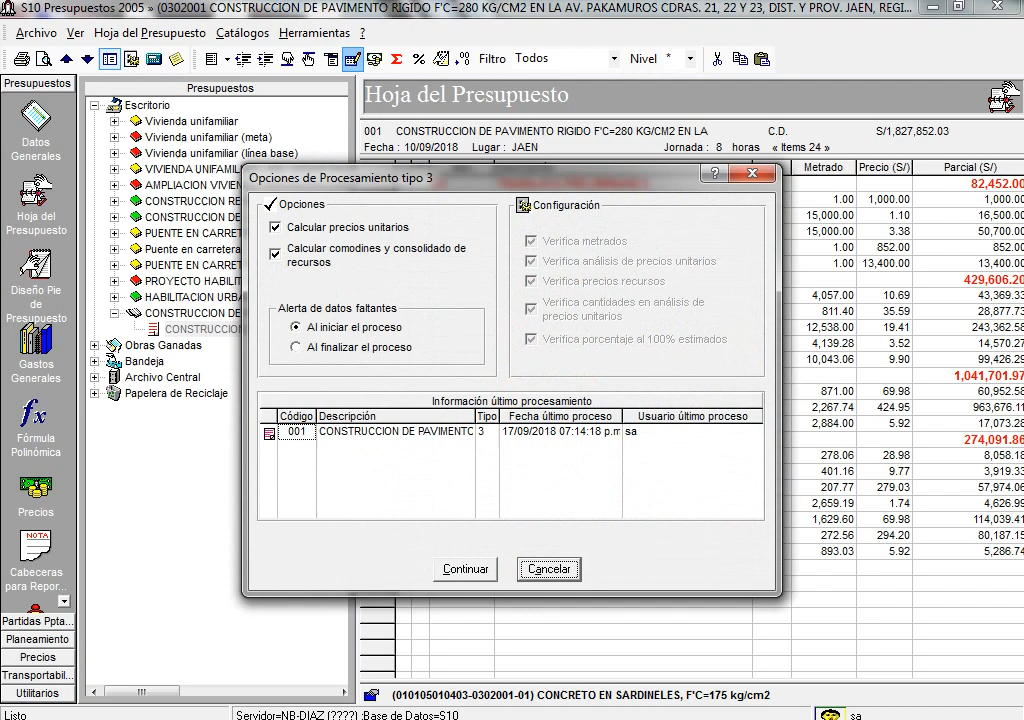 S10 Presupuestos 2005 » (0302001 CONSTRUCCION DE PAVIMENTO RIGIDO F'C=280 KG/CM2 EN LA AV. PAKAMUROS CDRAS. 21, 22 Y 23, DIST. Y PROV. JAEN, REGI...
Archivo Ver Hoja del Presupuesto Catálogos Herramientas ?
Filtro Todos Nivel *
Presupuestos
Datos
Generales
Hoja del
Presupuesto
Diseño Pie
de
Presupuesto
Gastos
Generales
fx
Fórmula
Polinómica
Precios
NOTA
Cabeceras
para Repor...
Partidas Ppta...
Planeamiento
Precios
Transportabil...
Utilitarios
Presupuestos
Escritorio
Vivienda unifamiliar
Vivienda unifamiliar (meta)
Vivienda unifamiliar (línea base)
VIVIENDA UNIFAMIL
AMPLIACION VIVIEN
CONSTRUCCION RE
CONSTRUCCION DE
PUENTE EN CARRET
Puente en carretera
PUENTE EN CARRET
PROYECTO HABILIT
HABILITACION URBA
CONSTRUCCION DE
CONSTRUCCION
Obras Ganadas
Bandeja
Archivo Central
Papelera de Reciclaje
Hoja del Presupuesto
001 CONSTRUCCION DE PAVIMENTO RIGIDO F'C=280 KG/CM2 EN LA C.D. S/1,827,852.03
Fecha : 10/09/2018 Lugar : JAEN Jornada : 8 horas « Items 24 »
Metrado Precio (S/) Parcial (S/)
82,452.00
1.00 1,000.00 1,000.00
15,000.00 1.10 16,500.00
15,000.00 3.38 50,700.00
1.00 852.00 852.00
1.00 13,400.00 13,400.00
429,606.20
4,057.00 10.69 43,369.33
811.40 35.59 28,877.73
12,538.00 19.41 243,362.58
4,139.28 3.52 14,570.27
10,043.06 9.90 99,426.29
1,041,701.97
871.00 69.98 60,952.58
2,267.74 424.95 963,676.11
2,884.00 5.92 17,073.28
274,091.86
278.06 28.98 8,058.18
401.16 9.77 3,919.33
207.77 279.03 57,974.06
2,659.19 1.74 4,626.99
1,629.60 69.98 114,039.41
272.56 294.20 80,187.15
893.03 5.92 5,286.74
Opciones de Procesamiento tipo 3
Opciones
Calcular precios unitarios
Calcular comodines y consolidado de
recursos
Alerta de datos faltantes
Al iniciar el proceso
Al finalizar el proceso
Configuración
Verifica metrados
Verifica análisis de precios unitarios
Verifica precios recursos
Verifica cantidades en análisis de
precios unitarios
Verifica porcentaje al 100% estimados
Información último procesamiento
Código Descripción Tipo Fecha último proceso Usuario último proceso
001 CONSTRUCCION DE PAVIMENTO 3 17/09/2018 07:14:18 p.m sa
Continuar Cancelar
(010105010403-0302001-01) CONCRETO EN SARDINELES, F'C=175 kg/cm2
Listo Servidor=NB-DIAZ (????) :Base de Datos=S10 sa